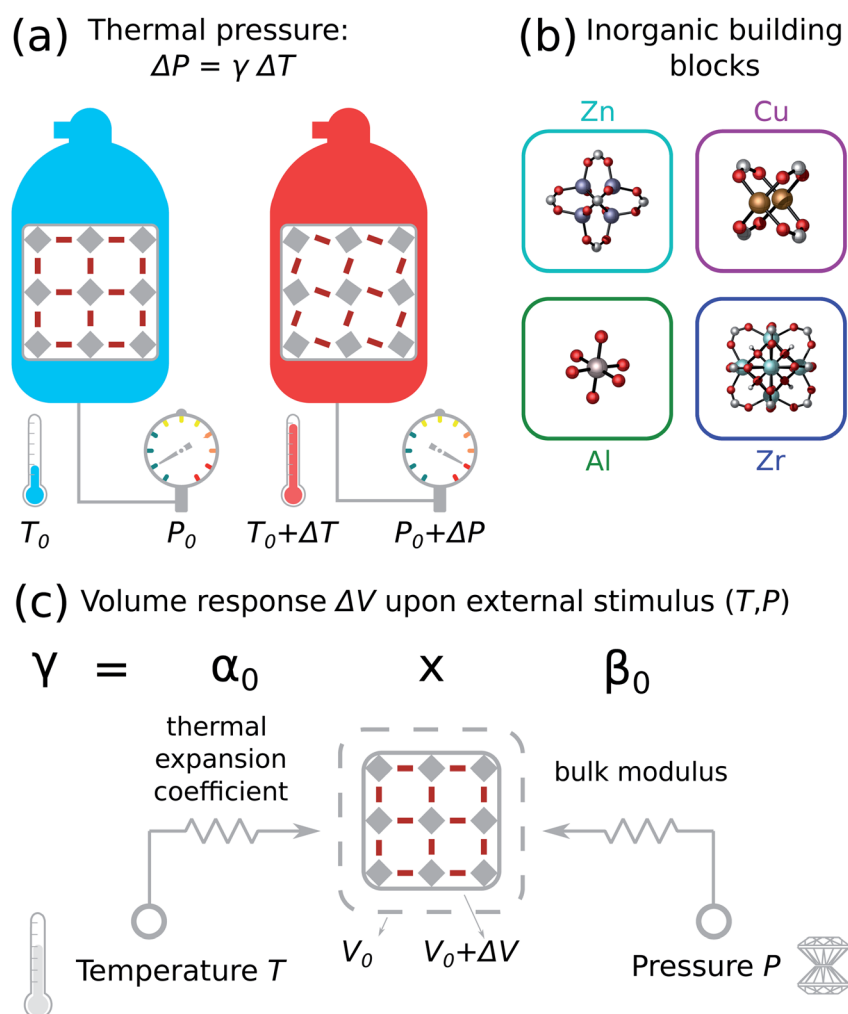 (a) Thermal pressure:
ΔP = γ ΔT
T₀
P₀
T₀+ΔT
P₀+ΔP
(b) Inorganic building
blocks
Zn
Cu
Al
Zr
(c) Volume response ΔV upon external stimulus (T,P)
γ = α₀ x β₀
thermal
expansion
coefficient
bulk modulus
V₀
V₀+ΔV
Temperature T
Pressure P